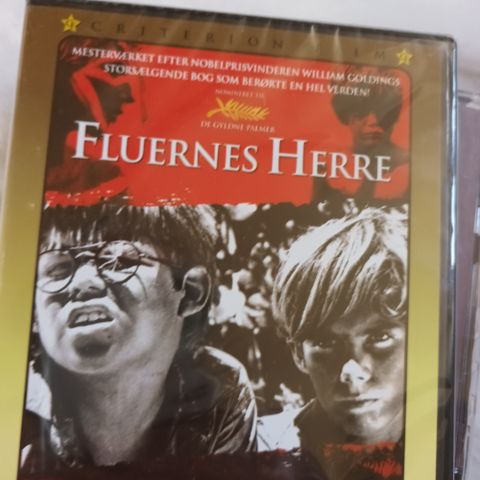 CRITERION FILM
MESTERVÆRKET EFTER NOBELPRISVINDEREN WILLIAM GOLDINGS
STORSÆLGENDE BOG SOM BERØRTE EN HEL VERDEN!
NOMINERET TIL
DE GYLDNE PALMER
FLUERNES HERRE